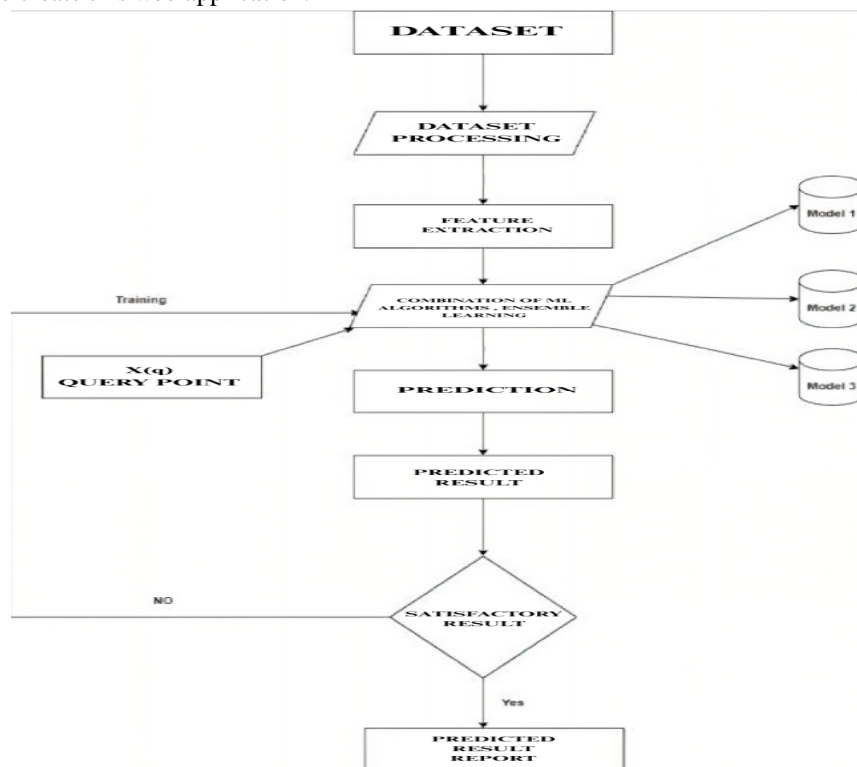 DATASET
DATASET
PROCESSING
FEATURE
EXTRACTION
Model 1
Training
COMBINATION OF ML
ALGORITHMS , ENSEMBLE
LEARNING
Model 2
X(q)
QUERY POINT
PREDICTION
Model 3
PREDICTED
RESULT
NO
SATISFACTORY
RESULT
Yes
PREDICTED
RESULT
REPORT